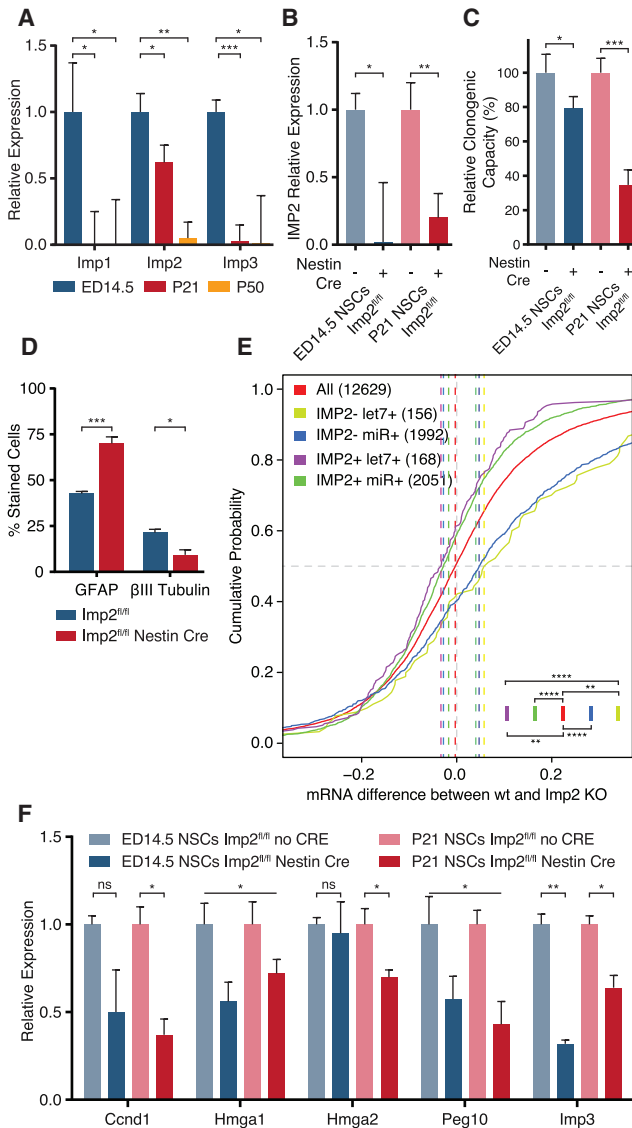 A
*
*
**
*
*
***
Relative Expression
1.5
1.0
0.5
0.0
Imp1
Imp2
Imp3
ED14.5
P21
P50
B
*
**
IMP2 Relative Expression
1.5
1.0
0.5
0.0
Nestin
Cre
-
+
-
+
ED14.5 NSCs
Imp2fl/fl
P21 NSCs
Imp2fl/fl
C
*
***
Relative Clonogenic
Capacity (%)
120
100
80
60
40
20
0
Nestin
Cre
-
+
-
+
ED14.5 NSCs
Imp2fl/fl
P21 NSCs
Imp2fl/fl
D
***
*
% Stained Cells
100
75
50
25
0
GFAP
βIII Tubulin
Imp2fl/fl
Imp2fl/fl Nestin Cre
E
All (12629)
IMP2- let7+ (156)
IMP2- miR+ (1992)
IMP2+ let7+ (168)
IMP2+ miR+ (2051)
Cumulative Probability
1.0
0.8
0.6
0.4
0.2
0.0
****
****
**
**
****
−0.2
0.0
0.2
mRNA difference between wt and Imp2 KO
F
ED14.5 NSCs Imp2fl/fl no CRE
P21 NSCs Imp2fl/fl no CRE
ED14.5 NSCs Imp2fl/fl Nestin Cre
P21 NSCs Imp2fl/fl Nestin Cre
ns
*
*
ns
*
*
**
*
Relative Expression
1.5
1.0
0.5
0.0
Ccnd1
Hmga1
Hmga2
Peg10
Imp3